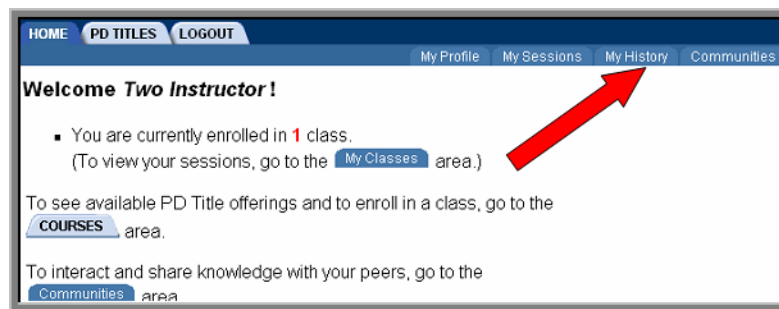 HOME PD TITLES LOGOUT
My Profile My Sessions My History Communities
Welcome Two Instructor !
▪ You are currently enrolled in 1 class.
(To view your sessions, go to the My Classes area.)
To see available PD Title offerings and to enroll in a class, go to the
COURSES area.
To interact and share knowledge with your peers, go to the
Communities area